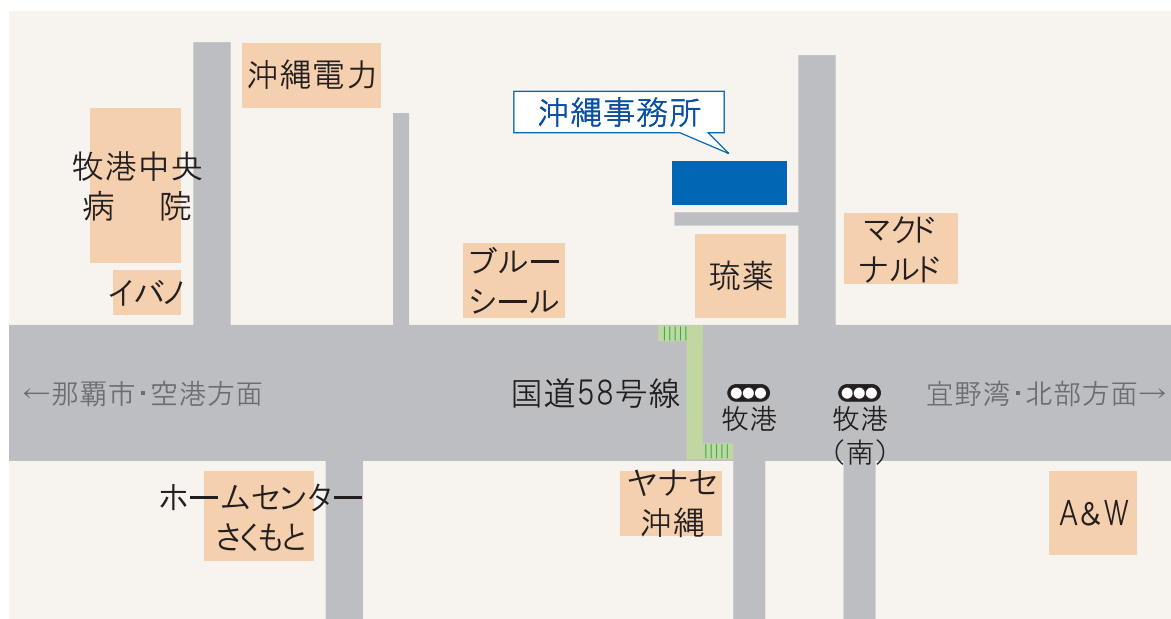 沖縄電力
沖縄事務所
牧港中央
病院
イバノ
ブルー
シール
琉薬
マクド
ナルド
←那覇市・空港方面
国道58号線
牧港
牧港
(南)
宜野湾・北部方面→
ホームセンター
さくもと
ヤナセ
沖縄
A&W